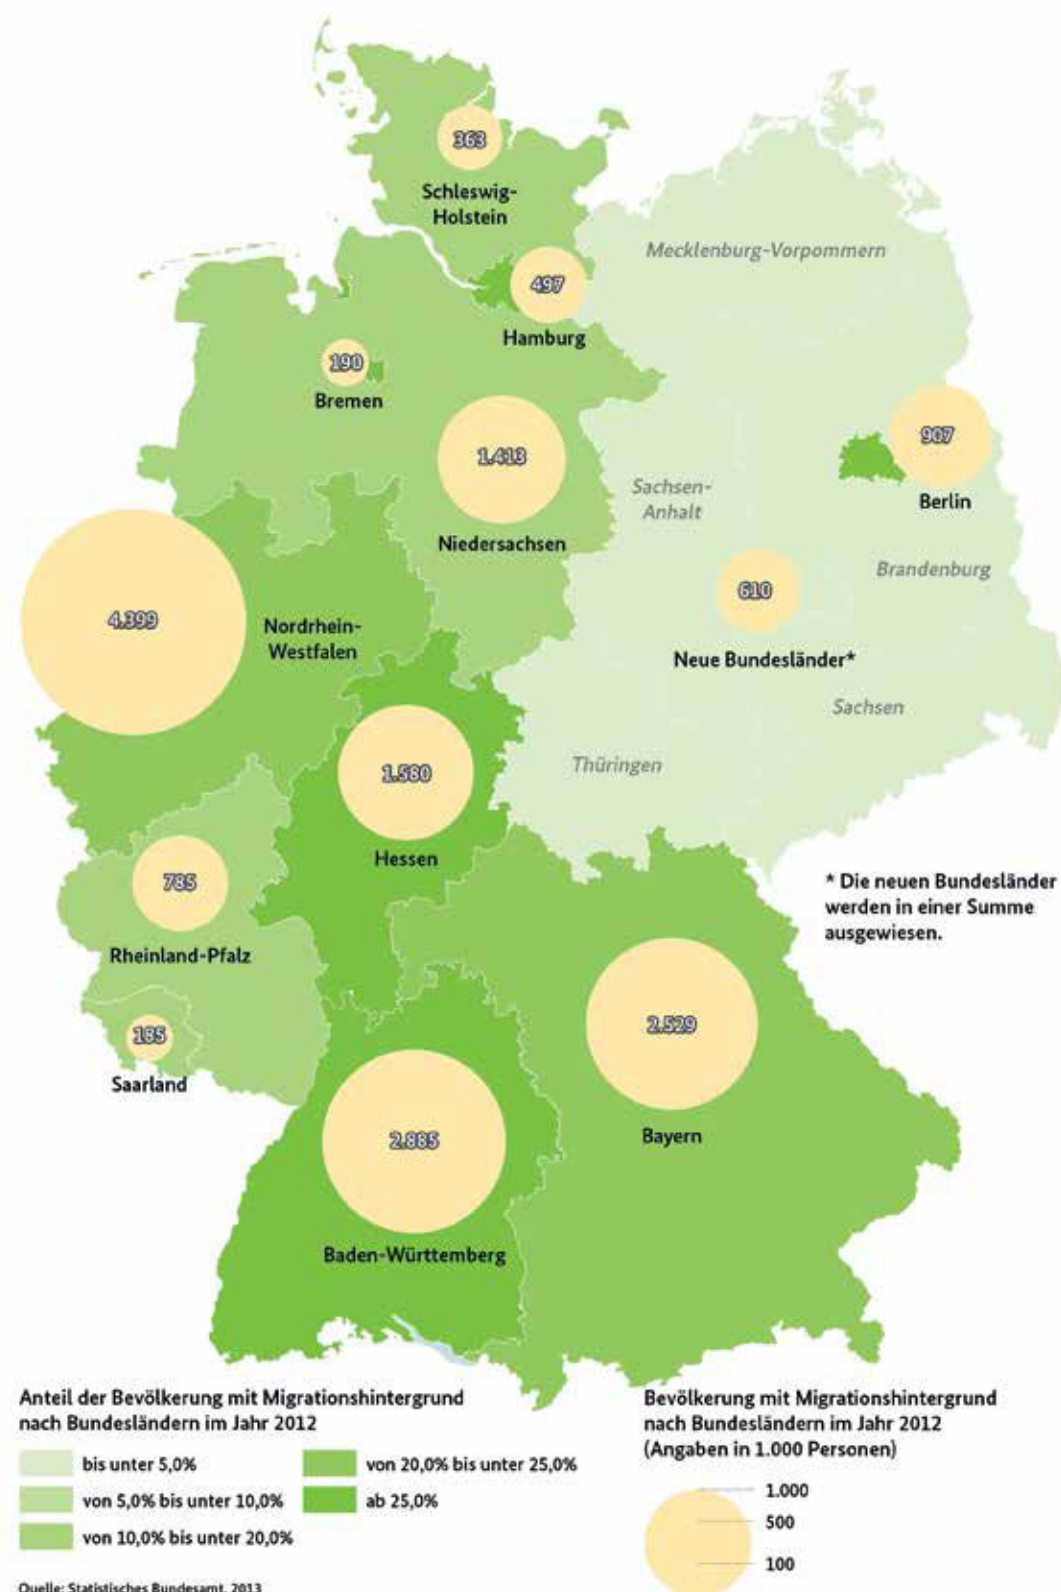 363
Schleswig-
Holstein
Mecklenburg-Vorpommern
497
Hamburg
190
Bremen
907
Berlin
1.413
Niedersachsen
Sachsen-
Anhalt
Brandenburg
610
Neue Bundesländer*
4.399
Nordrhein-
Westfalen
Sachsen
Thüringen
1.580
Hessen
785
Rheinland-Pfalz
* Die neuen Bundesländer
werden in einer Summe
ausgewiesen.
185
Saarland
2.529
Bayern
2.885
Baden-Württemberg
Anteil der Bevölkerung mit Migrationshintergrund
nach Bundesländern im Jahr 2012
bis unter 5,0%
von 5,0% bis unter 10,0%
von 10,0% bis unter 20,0%
von 20,0% bis unter 25,0%
ab 25,0%
Bevölkerung mit Migrationshintergrund
nach Bundesländern im Jahr 2012
(Angaben in 1.000 Personen)
1.000
500
100
Quelle: Statistisches Bundesamt, 2013